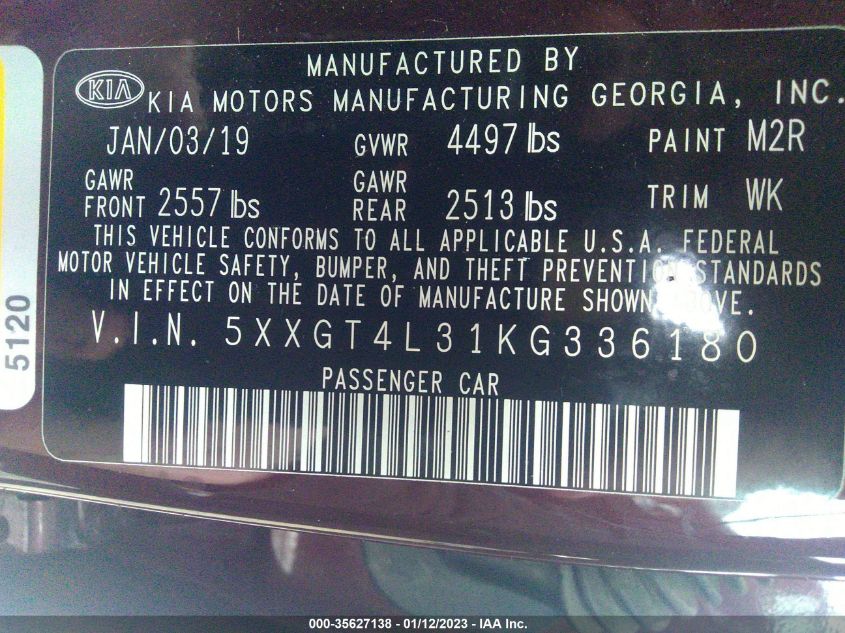 MANUFACTURED BY
KIA KIA MOTORS MANUFACTURING GEORGIA, INC.
JAN/03/19 GVWR 4497 lbs PAINT M2R
GAWR FRONT 2557 lbs GAWR REAR 2513 lbs TRIM WK
THIS VEHICLE CONFORMS TO ALL APPLICABLE U.S.A. FEDERAL
MOTOR VEHICLE SAFETY, BUMPER, AND THEFT PREVENTION STANDARDS
IN EFFECT ON THE DATE OF MANUFACTURE SHOWN ABOVE.
V.I.N. 5XXGT4L31KG336180
PASSENGER CAR
5120
000-35627138 - 01/12/2023 - IAA Inc.